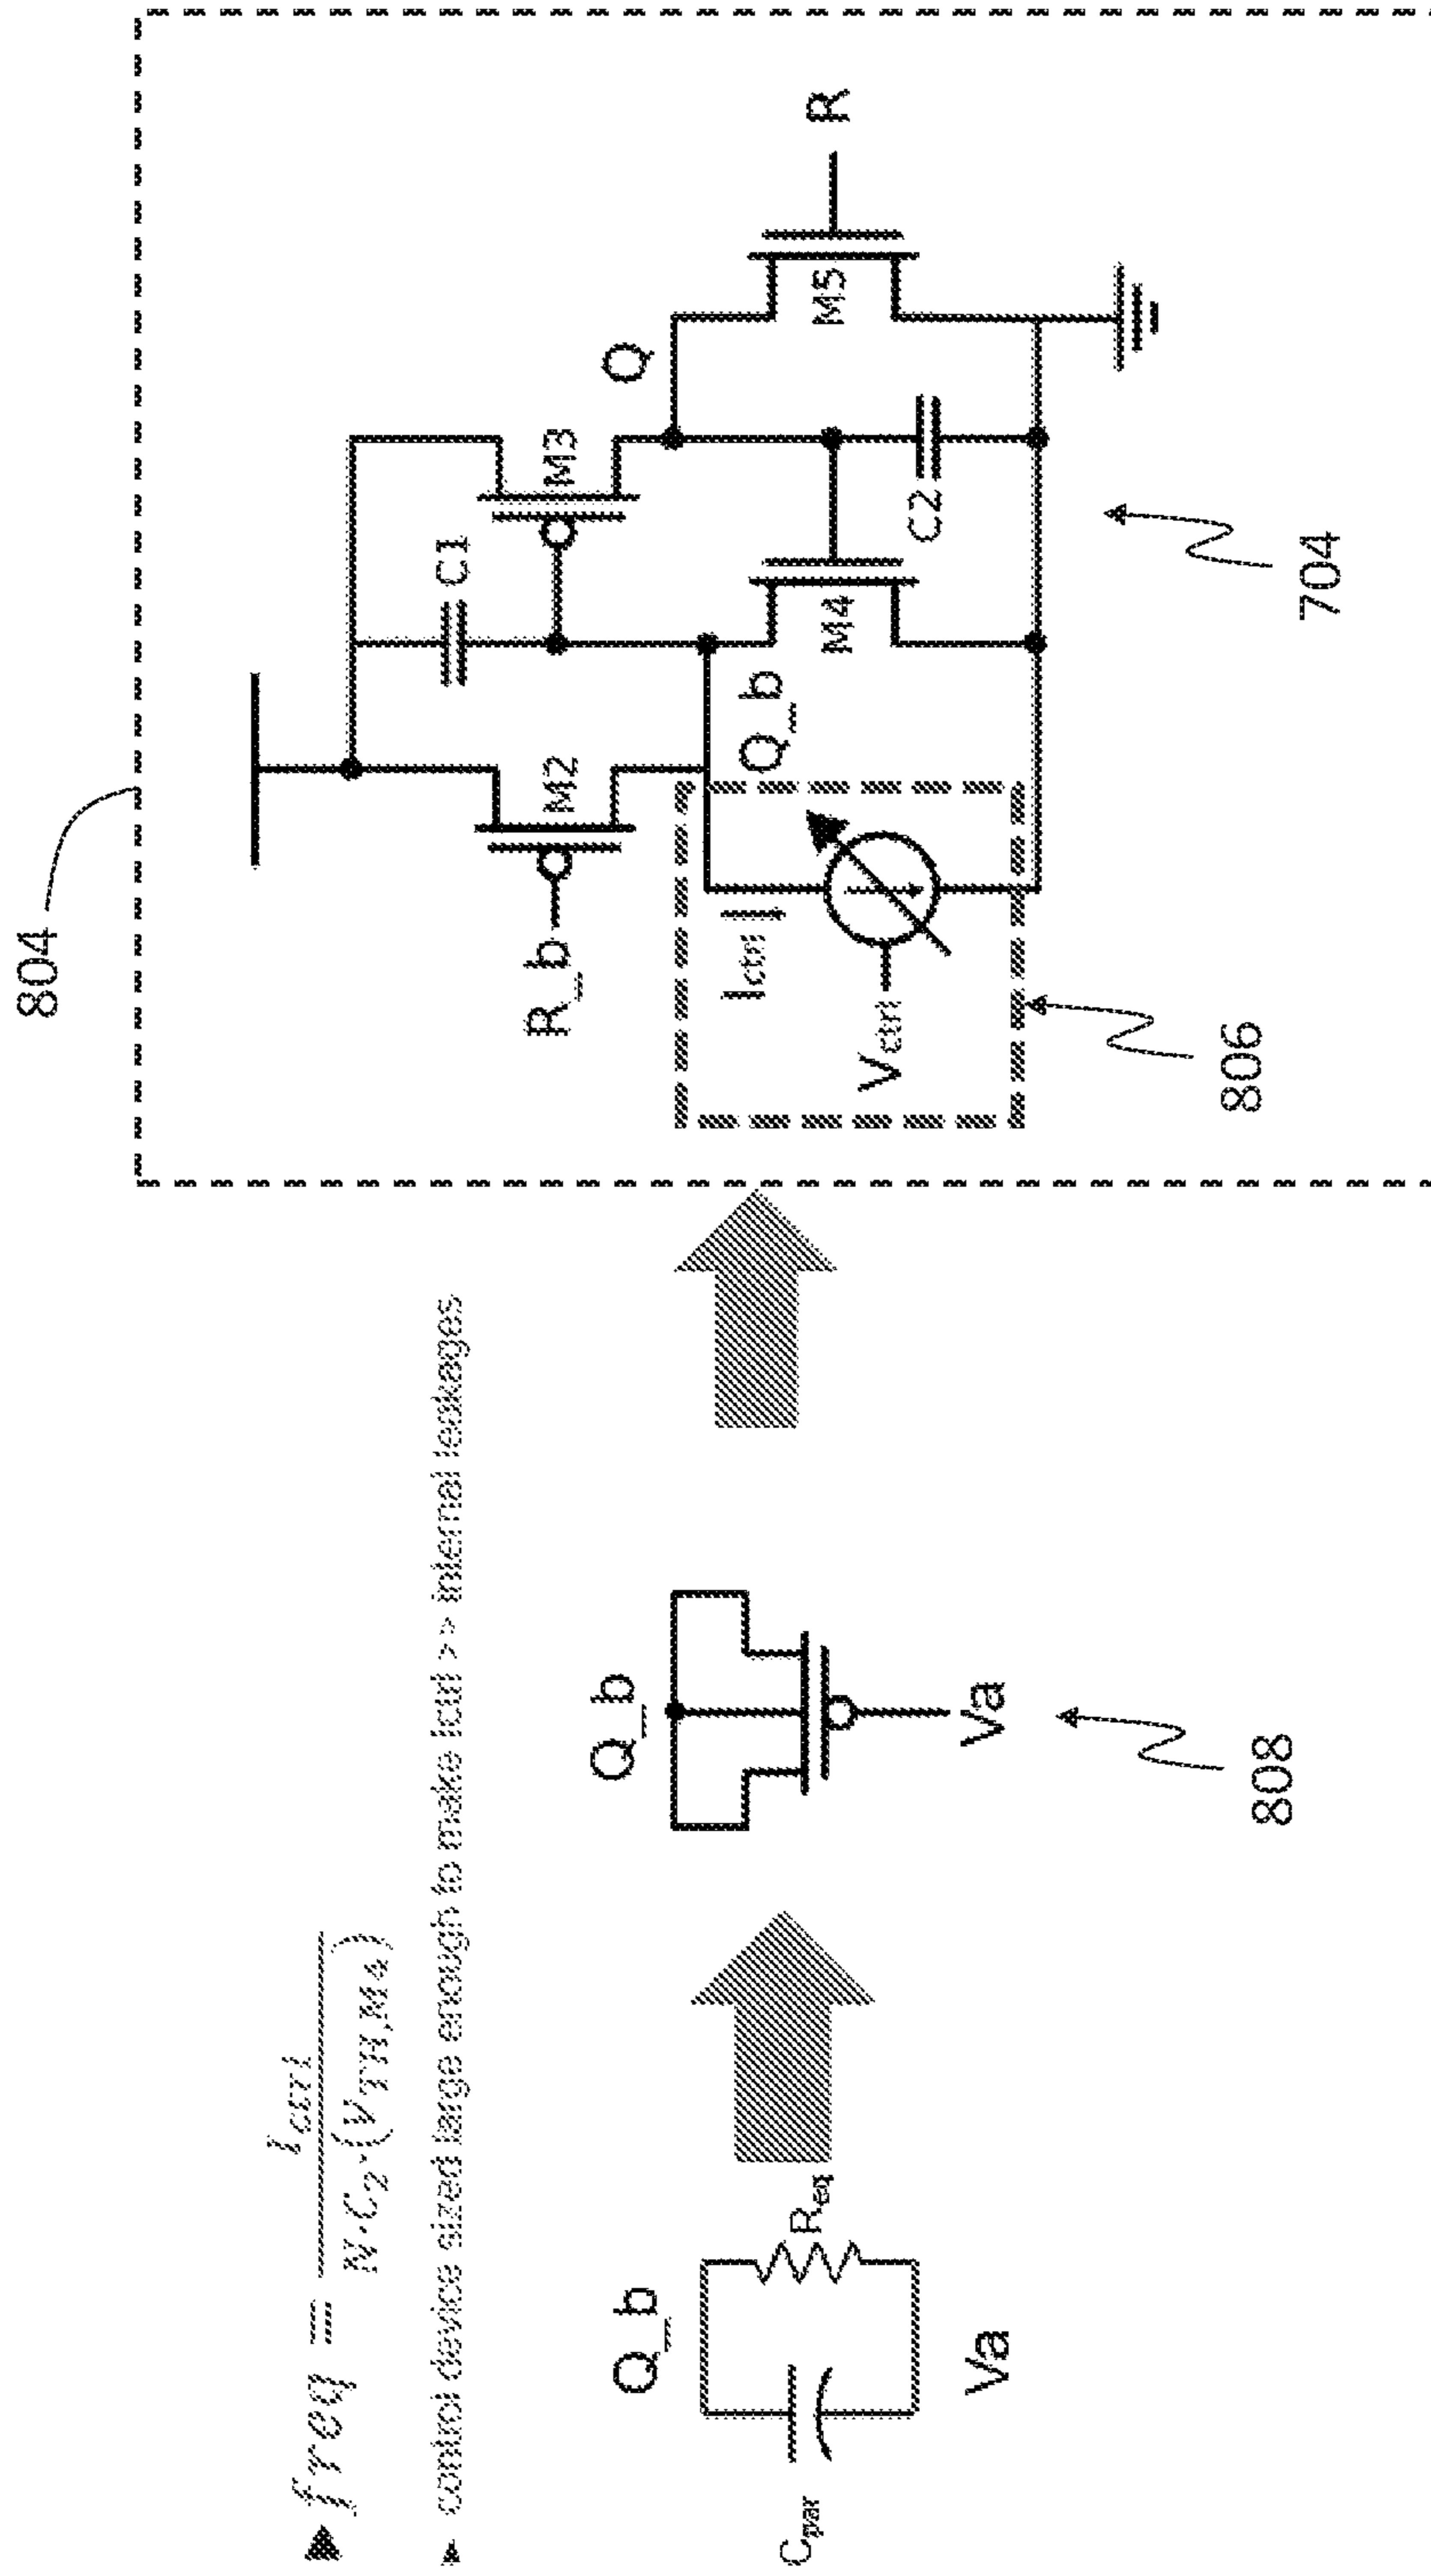 freq = Ictrl / N·C2·(VTH,M4)
control device sized large enough to make Ictrl >> internal leakages
Q_b
Cpar
Req
Va
Q_b
Va
808
804
R_b
M2
C1
M3
Q
Q_b
Ictrl
Vctrl
M4
C2
M5
R
806
704